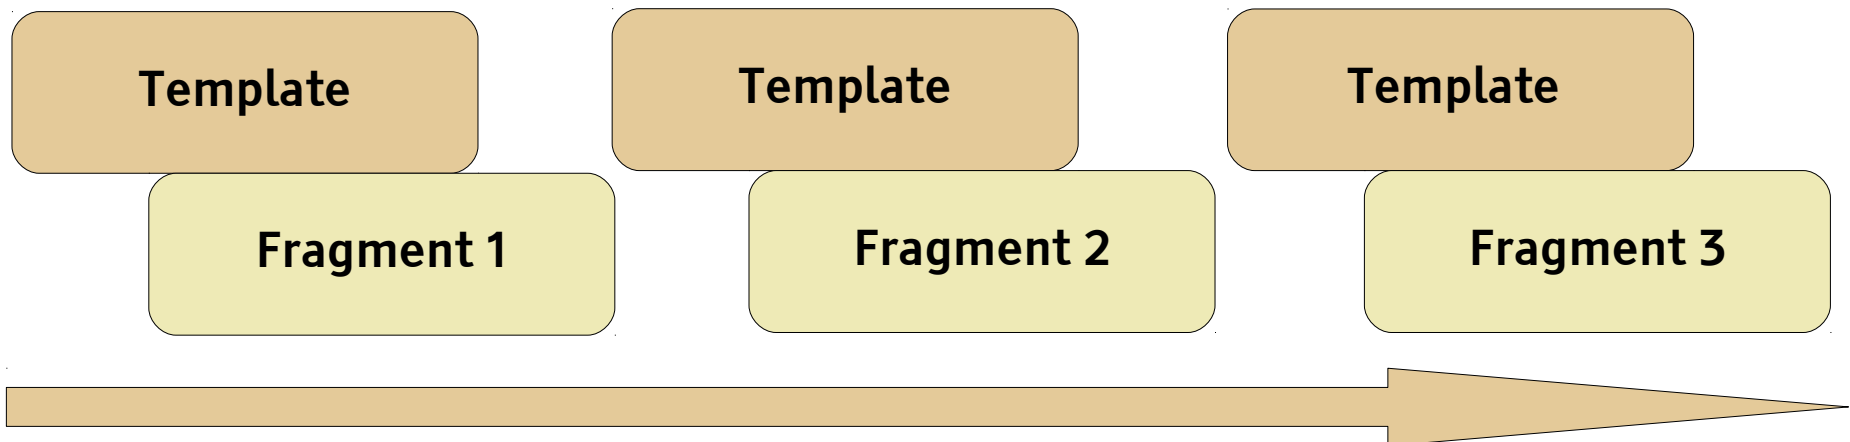 Template
Template
Template
Fragment 1
Fragment 2
Fragment 3